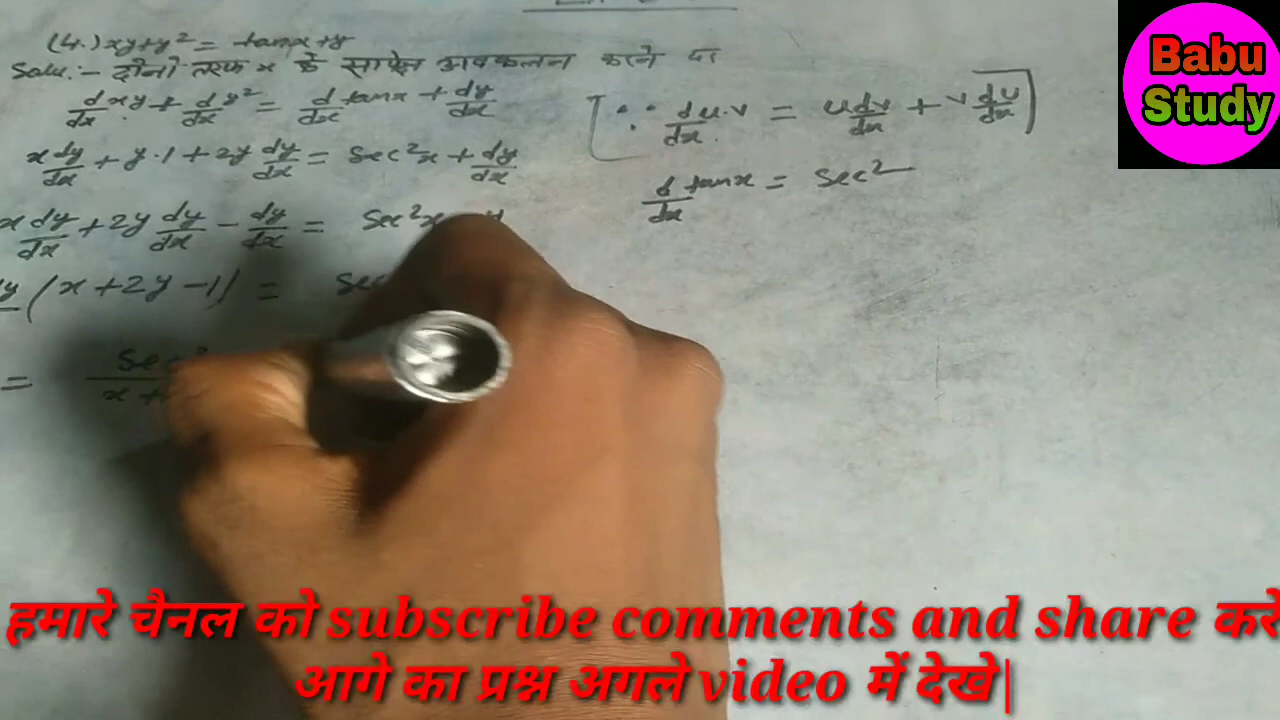 (4.) xy+y² = tanx+y
Solu:- दोनो तरफ x के सापेक्ष अवकलन करने पर
d/dx xy + d/dx y² = d/dx tanx + dy/dx
x dy/dx + y·1 + 2y dy/dx = sec²x + dy/dx
x dy/dx + 2y dy/dx - dy/dx = sec²x - y
dy (x+2y-1) = sec
= sec² / x+
[∵ d/dx u.v = u dv/dx + v du/dx]
d/dx tanx = sec²
Babu
Study
हमारे चैनल को subscribe comments and share करे
आगे का प्रश्न अगले video में देखे|